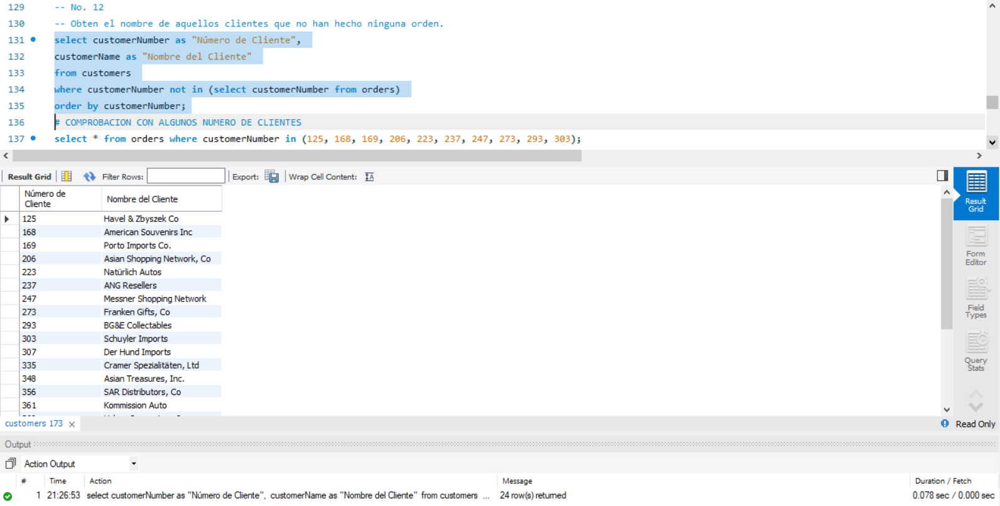 129 -- No. 12
130 -- Obten el nombre de aquellos clientes que no han hecho ninguna orden.
131 select customerNumber as "Número de Cliente",
132 customerName as "Nombre del Cliente"
133 from customers
134 where customerNumber not in (select customerNumber from orders)
135 order by customerNumber;
136 # COMPROBACION CON ALGUNOS NUMERO DE CLIENTES
137 select * from orders where customerNumber in (125, 168, 169, 206, 223, 237, 247, 273, 293, 303);
Result Grid Filter Rows: Export: Wrap Cell Content:
Número de Cliente Nombre del Cliente
125 Havel & Zbyszek Co
168 American Souvenirs Inc
169 Porto Imports Co.
206 Asian Shopping Network, Co
223 Natürlich Autos
237 ANG Resellers
247 Messner Shopping Network
273 Franken Gifts, Co
293 BG&E Collectables
303 Schuyler Imports
307 Der Hund Imports
335 Cramer Spezialitäten, Ltd
348 Asian Treasures, Inc.
356 SAR Distributors, Co
361 Kommission Auto
Result
Grid
Form
Editor
Field
Types
Query
Stats
customers 173 Read Only
Output
Action Output
# Time Action Message Duration / Fetch
1 21:26:53 select customerNumber as "Número de Cliente", customerName as "Nombre del Cliente" from customers ... 24 row(s) returned 0.078 sec / 0.000 sec